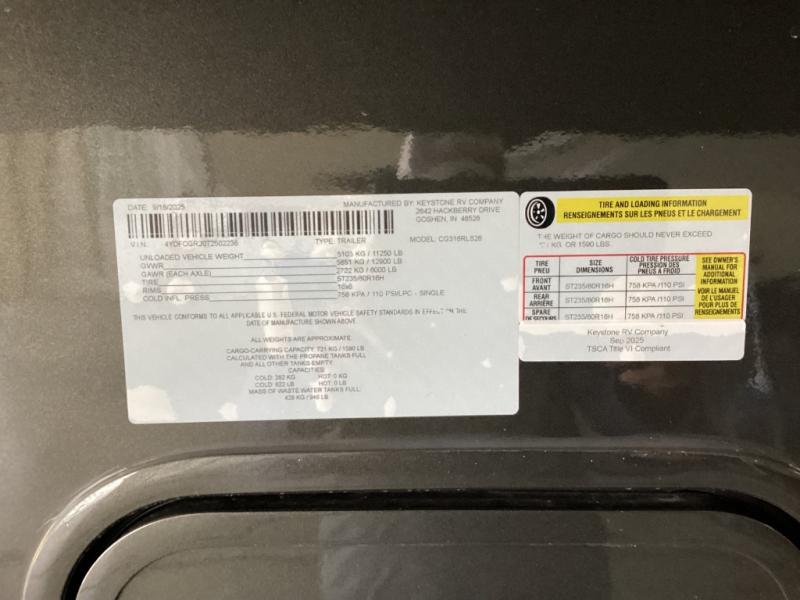 DATE: 9/18/2025
MANUFACTURED BY: KEYSTONE RV COMPANY
2642 HACKBERRY DRIVE
GOSHEN, IN 46526
V.I.N.
TYPE: TRAILER
MODEL: CG316RLS26
UNLOADED VEHICLE WEIGHT 5103 KG / 11250 LB
GVWR 5851 KG / 12900 LB
GAWR (EACH AXLE) 2722 KG / 6000 LB
TIRE ST235/80R16H
RIMS 16x6
COLD INFL. PRESS 758 KPA / 110 PSI/LPC - SINGLE
THIS VEHICLE CONFORMS TO ALL APPLICABLE U.S. FEDERAL MOTOR VEHICLE SAFETY STANDARDS IN EFFECT ON THE
DATE OF MANUFACTURE SHOWN ABOVE.
ALL WEIGHTS ARE APPROXIMATE.
CARGO-CARRYING CAPACITY: 721 KG / 1590 LB
CALCULATED WITH THE PROPANE TANKS FULL
AND ALL OTHER TANKS EMPTY.
CAPACITIES:
COLD: 282 KG HOT: 0 KG
COLD: 622 LB HOT: 0 LB
MASS OF WASTE WATER TANKS FULL:
/ 946 LB
TIRE AND LOADING INFORMATION
RENSEIGNEMENTS SUR LES PNEUS ET LE CHARGEMENT
THE WEIGHT OF CARGO SHOULD NEVER EXCEED
KG. OR 1590 LBS.
TIRE PNEU
SIZE DIMENSIONS
COLD TIRE PRESSURE PRESSION DES PNEUS A FROID
FRONT AVANT ST235/80R16H 758 KPA /110 PSI
REAR ARRIÈRE ST235/80R16H 758 KPA /110 PSI
SPARE DE SECOURS ST235/80R16H 758 KPA /110 PSI
SEE OWNER'S
MANUAL FOR
ADDITIONAL
INFORMATION
VOIR LE MANUEL
DE L'USAGER
POUR PLUS DE
RENSEIGNEMENTS
Keystone RV Company
Sep 2025
TSCA Title VI Compliant